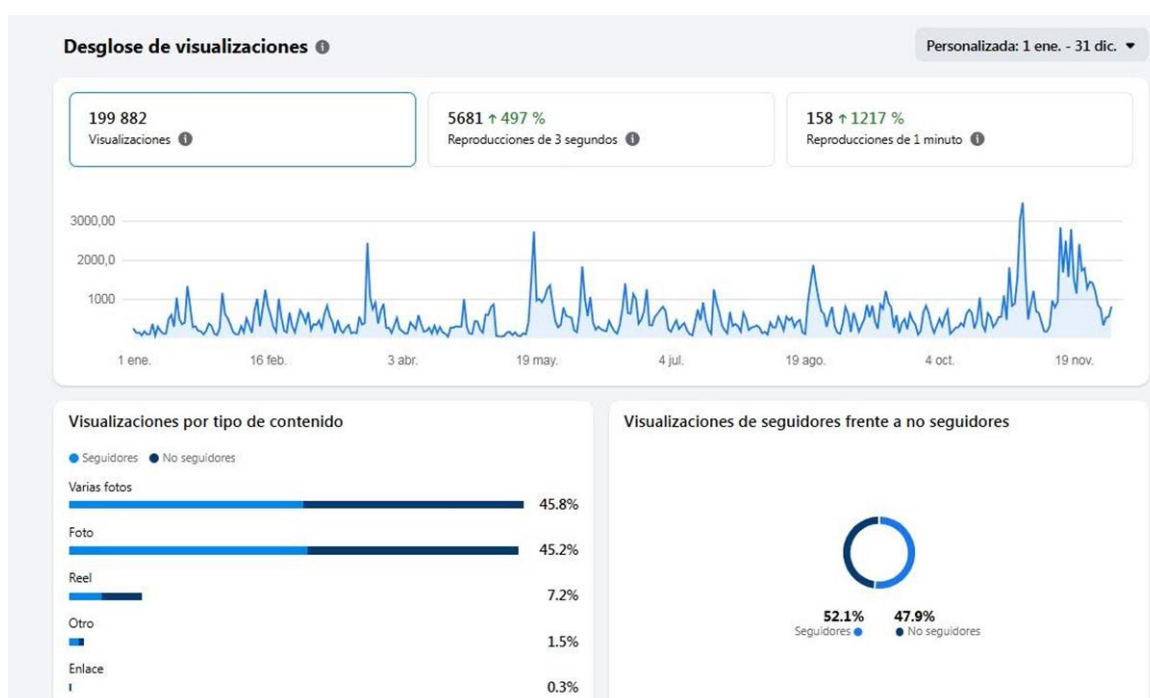 Desglose de visualizaciones
Personalizada: 1 ene. - 31 dic.
199 882
Visualizaciones
5681 ↑ 497 %
Reproducciones de 3 segundos
158 ↑ 1217 %
Reproducciones de 1 minuto
3000,00
2000,0
1000
1 ene. 16 feb. 3 abr. 19 may. 4 jul. 19 ago. 4 oct. 19 nov.
Visualizaciones por tipo de contenido
Seguidores No seguidores
Varias fotos
45.8%
Foto
45.2%
Reel
7.2%
Otro
1.5%
Enlace
0.3%
Visualizaciones de seguidores frente a no seguidores
52.1% 47.9%
Seguidores No seguidores